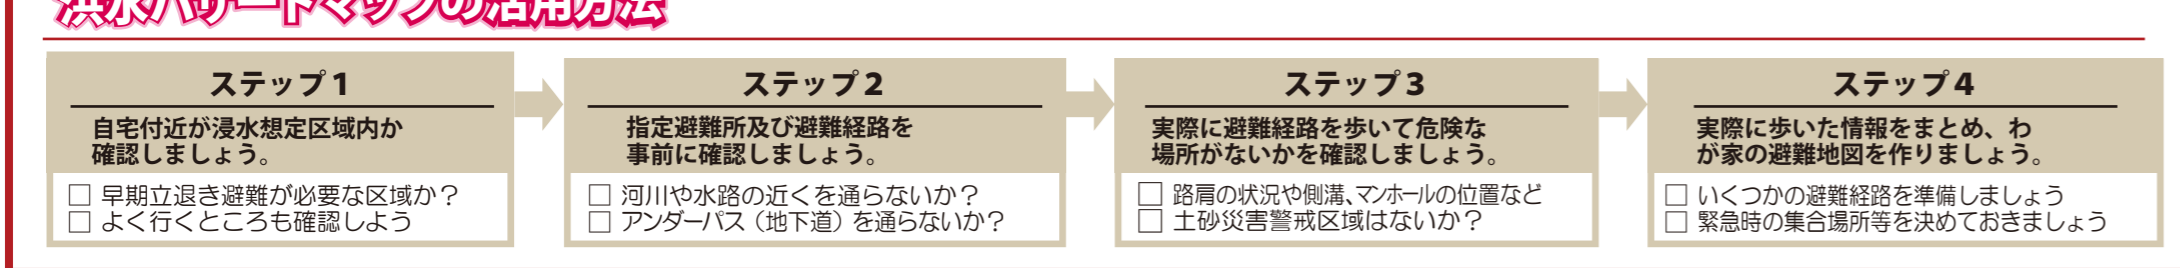 洪水ハザードマップの活用方法
ステップ1
自宅付近が浸水想定区域内か
確認しましょう。
□ 早期立退き避難が必要な区域か？
□ よく行くところも確認しよう
ステップ2
指定避難所及び避難経路を
事前に確認しましょう。
□ 河川や水路の近くを通らないか？
□ アンダーパス（地下道）を通らないか？
ステップ3
実際に避難経路を歩いて危険な
場所がないかを確認しましょう。
□ 路肩の状況や側溝、マンホールの位置など
□ 土砂災害警戒区域はないか？
ステップ4
実際に歩いた情報をまとめ、わ
が家の避難地図を作りましょう。
□ いくつかの避難経路を準備しましょう
□ 緊急時の集合場所等を決めておきましょう